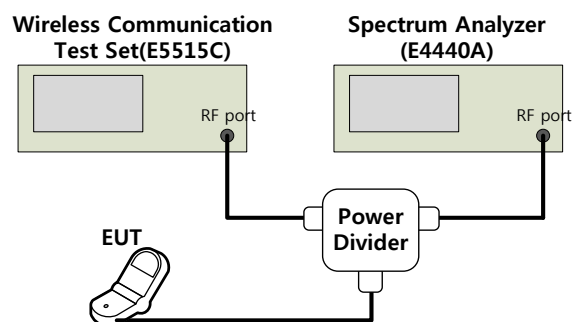 Wireless Communication
Test Set(E5515C)
Spectrum Analyzer
(E4440A)
RF port
RF port
Power
Divider
EUT